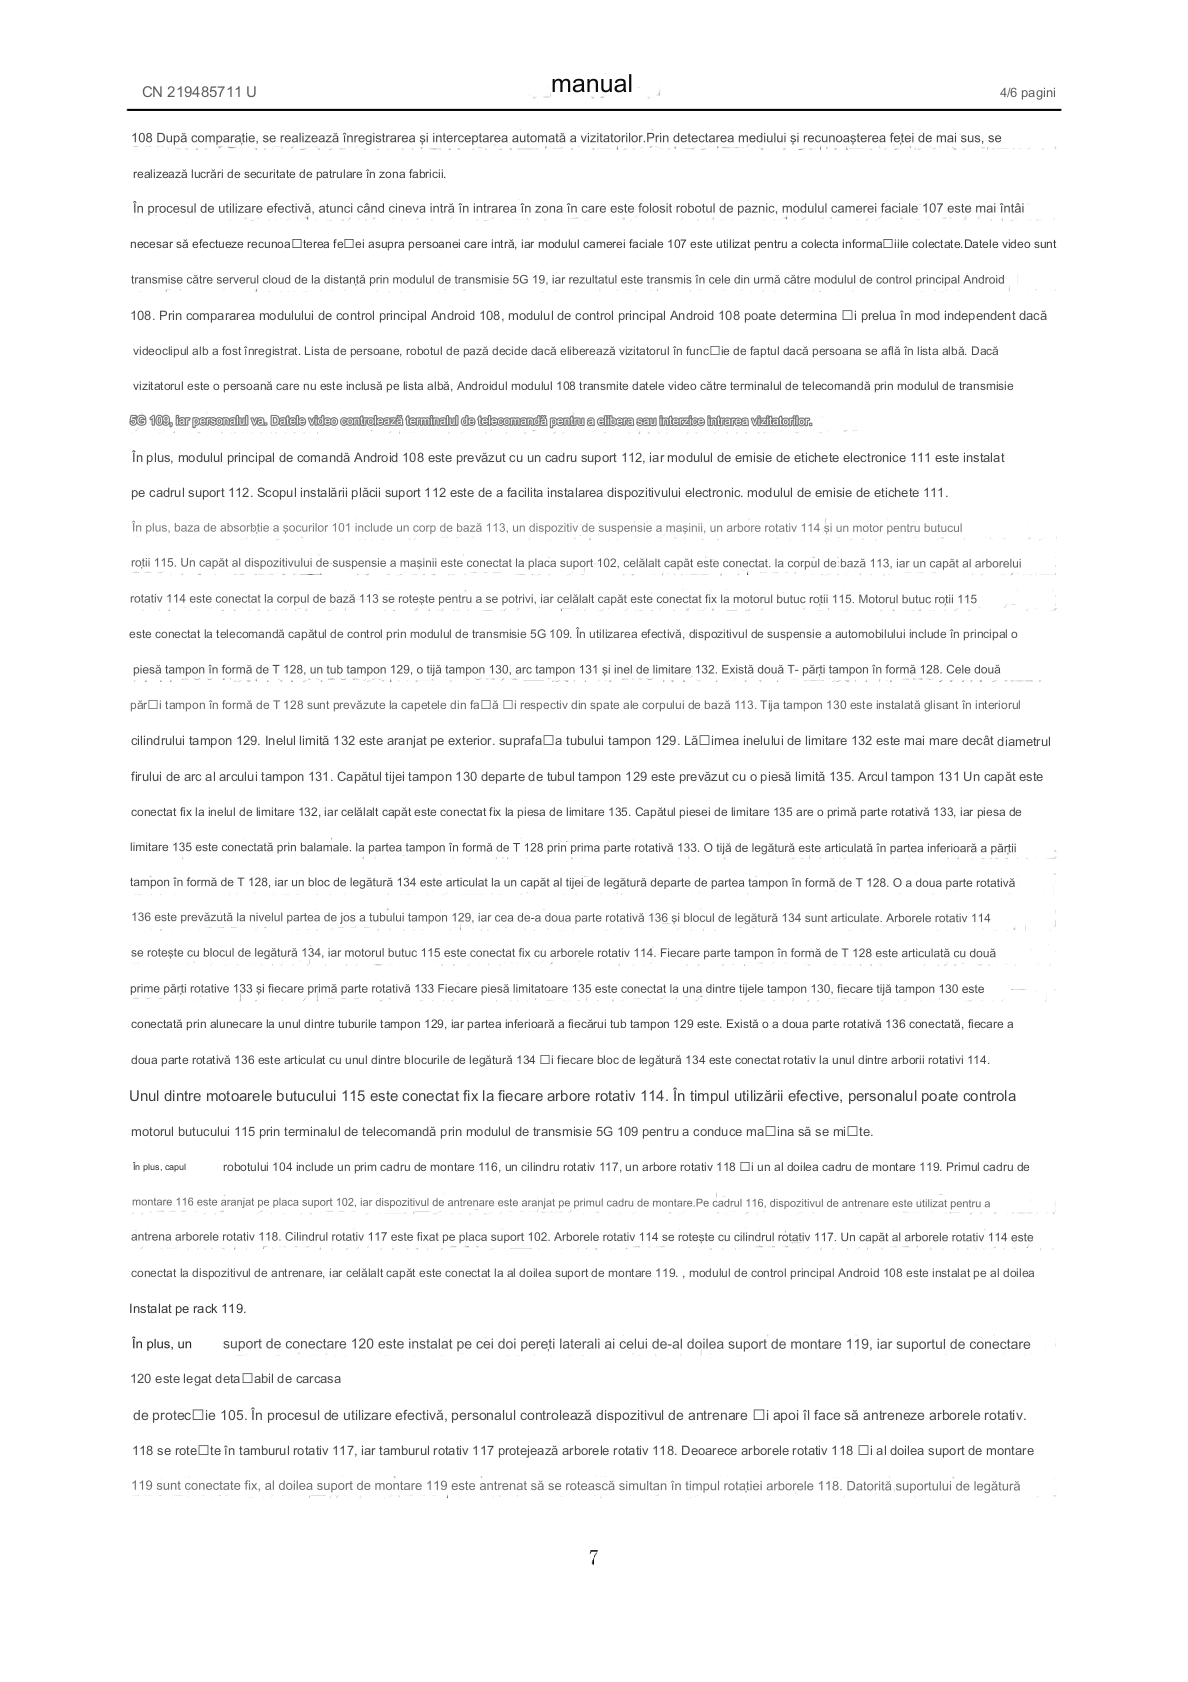 CN 219485711 U
manual
4/6 pagini
108 După comparație, se realizează înregistrarea și interceptarea automată a vizitatorilor.Prin detectarea mediului și recunoașterea feței de mai sus, se
realizează lucrări de securitate de patrulare în zona fabricii.
În procesul de utilizare efectivă, atunci când cineva intră în intrarea în zona în care este folosit robotul de paznic, modulul camerei faciale 107 este mai întâi
necesar să efectueze recunoa□terea fe□ei asupra persoanei care intră, iar modulul camerei faciale 107 este utilizat pentru a colecta informa□iile colectate.Datele video sunt
transmise către serverul cloud de la distanță prin modulul de transmisie 5G 19, iar rezultatul este transmis în cele din urmă către modulul de control principal Android
108. Prin compararea modulului de control principal Android 108, modulul de control principal Android 108 poate determina □i prelua în mod independent dacă
videoclipul alb a fost înregistrat. Lista de persoane, robotul de pază decide dacă eliberează vizitatorul în func□ie de faptul dacă persoana se află în lista albă. Dacă
vizitatorul este o persoană care nu este inclusă pe lista albă, Androidul modulul 108 transmite datele video către terminalul de telecomandă prin modulul de transmisie
5G 109, iar personalul va. Datele video controlează terminalul de telecomandă pentru a elibera sau interzice intrarea vizitatorilor.
În plus, modulul principal de comandă Android 108 este prevăzut cu un cadru suport 112, iar modulul de emisie de etichete electronice 111 este instalat
pe cadrul suport 112. Scopul instalării plăcii suport 112 este de a facilita instalarea dispozitivului electronic. modulul de emisie de etichete 111.
În plus, baza de absorbție a șocurilor 101 include un corp de bază 113, un dispozitiv de suspensie a mașinii, un arbore rotativ 114 și un motor pentru butucul
roții 115. Un capăt al dispozitivului de suspensie a mașinii este conectat la placa suport 102, celălalt capăt este conectat. la corpul de bază 113, iar un capăt al arborelui
rotativ 114 este conectat la corpul de bază 113 se rotește pentru a se potrivi, iar celălalt capăt este conectat fix la motorul butuc roții 115. Motorul butuc roții 115
este conectat la telecomandă capătul de control prin modulul de transmisie 5G 109. În utilizarea efectivă, dispozitivul de suspensie a automobilului include în principal o
piesă tampon în formă de T 128, un tub tampon 129, o tijă tampon 130, arc tampon 131 și inel de limitare 132. Există două T- părți tampon în formă 128. Cele două
păr□i tampon în formă de T 128 sunt prevăzute la capetele din fa□ă □i respectiv din spate ale corpului de bază 113. Tija tampon 130 este instalată glisant în interiorul
cilindrului tampon 129. Inelul limită 132 este aranjat pe exterior. suprafa□a tubului tampon 129. Lă□imea inelului de limitare 132 este mai mare decât diametrul
firului de arc al arcului tampon 131. Capătul tijei tampon 130 departe de tubul tampon 129 este prevăzut cu o piesă limită 135. Arcul tampon 131 Un capăt este
conectat fix la inelul de limitare 132, iar celălalt capăt este conectat fix la piesa de limitare 135. Capătul piesei de limitare 135 are o primă parte rotativă 133, iar piesa de
limitare 135 este conectată prin balamale. la partea tampon în formă de T 128 prin prima parte rotativă 133. O tijă de legătură este articulată în partea inferioară a părții
tampon în formă de T 128, iar un bloc de legătură 134 este articulat la un capăt al tijei de legătură departe de partea tampon în formă de T 128. O a doua parte rotativă
136 este prevăzută la nivelul partea de jos a tubului tampon 129, iar cea de-a doua parte rotativă 136 și blocul de legătură 134 sunt articulate. Arborele rotativ 114
se rotește cu blocul de legătură 134, iar motorul butuc 115 este conectat fix cu arborele rotativ 114. Fiecare parte tampon în formă de T 128 este articulată cu două
prime părți rotative 133 și fiecare primă parte rotativă 133 Fiecare piesă limitatoare 135 este conectat la una dintre tijele tampon 130, fiecare tijă tampon 130 este
conectată prin alunecare la unul dintre tuburile tampon 129, iar partea inferioară a fiecărui tub tampon 129 este. Există o a doua parte rotativă 136 conectată, fiecare a
doua parte rotativă 136 este articulat cu unul dintre blocurile de legătură 134 □i fiecare bloc de legătură 134 este conectat rotativ la unul dintre arborii rotativi 114.
Unul dintre motoarele butucului 115 este conectat fix la fiecare arbore rotativ 114. În timpul utilizării efective, personalul poate controla
motorul butucului 115 prin terminalul de telecomandă prin modulul de transmisie 5G 109 pentru a conduce ma□ina să se mi□te.
În plus, capul robotului 104 include un prim cadru de montare 116, un cilindru rotativ 117, un arbore rotativ 118 □i un al doilea cadru de montare 119. Primul cadru de
montare 116 este aranjat pe placa suport 102, iar dispozitivul de antrenare este aranjat pe primul cadru de montare.Pe cadrul 116, dispozitivul de antrenare este utilizat pentru a
antrena arborele rotativ 118. Cilindrul rotativ 117 este fixat pe placa suport 102. Arborele rotativ 114 se rotește cu cilindrul rotativ 117. Un capăt al arborele rotativ 114 este
conectat la dispozitivul de antrenare, iar celălalt capăt este conectat la al doilea suport de montare 119. , modulul de control principal Android 108 este instalat pe al doilea
Instalat pe rack 119.
În plus, un suport de conectare 120 este instalat pe cei doi pereți laterali ai celui de-al doilea suport de montare 119, iar suportul de conectare
120 este legat deta□abil de carcasa
de protec□ie 105. În procesul de utilizare efectivă, personalul controlează dispozitivul de antrenare □i apoi îl face să antreneze arborele rotativ.
118 se rote□te în tamburul rotativ 117, iar tamburul rotativ 117 protejează arborele rotativ 118. Deoarece arborele rotativ 118 □i al doilea suport de montare
119 sunt conectate fix, al doilea suport de montare 119 este antrenat să se rotească simultan în timpul rotației arborele 118. Datorită suportului de legătură
7